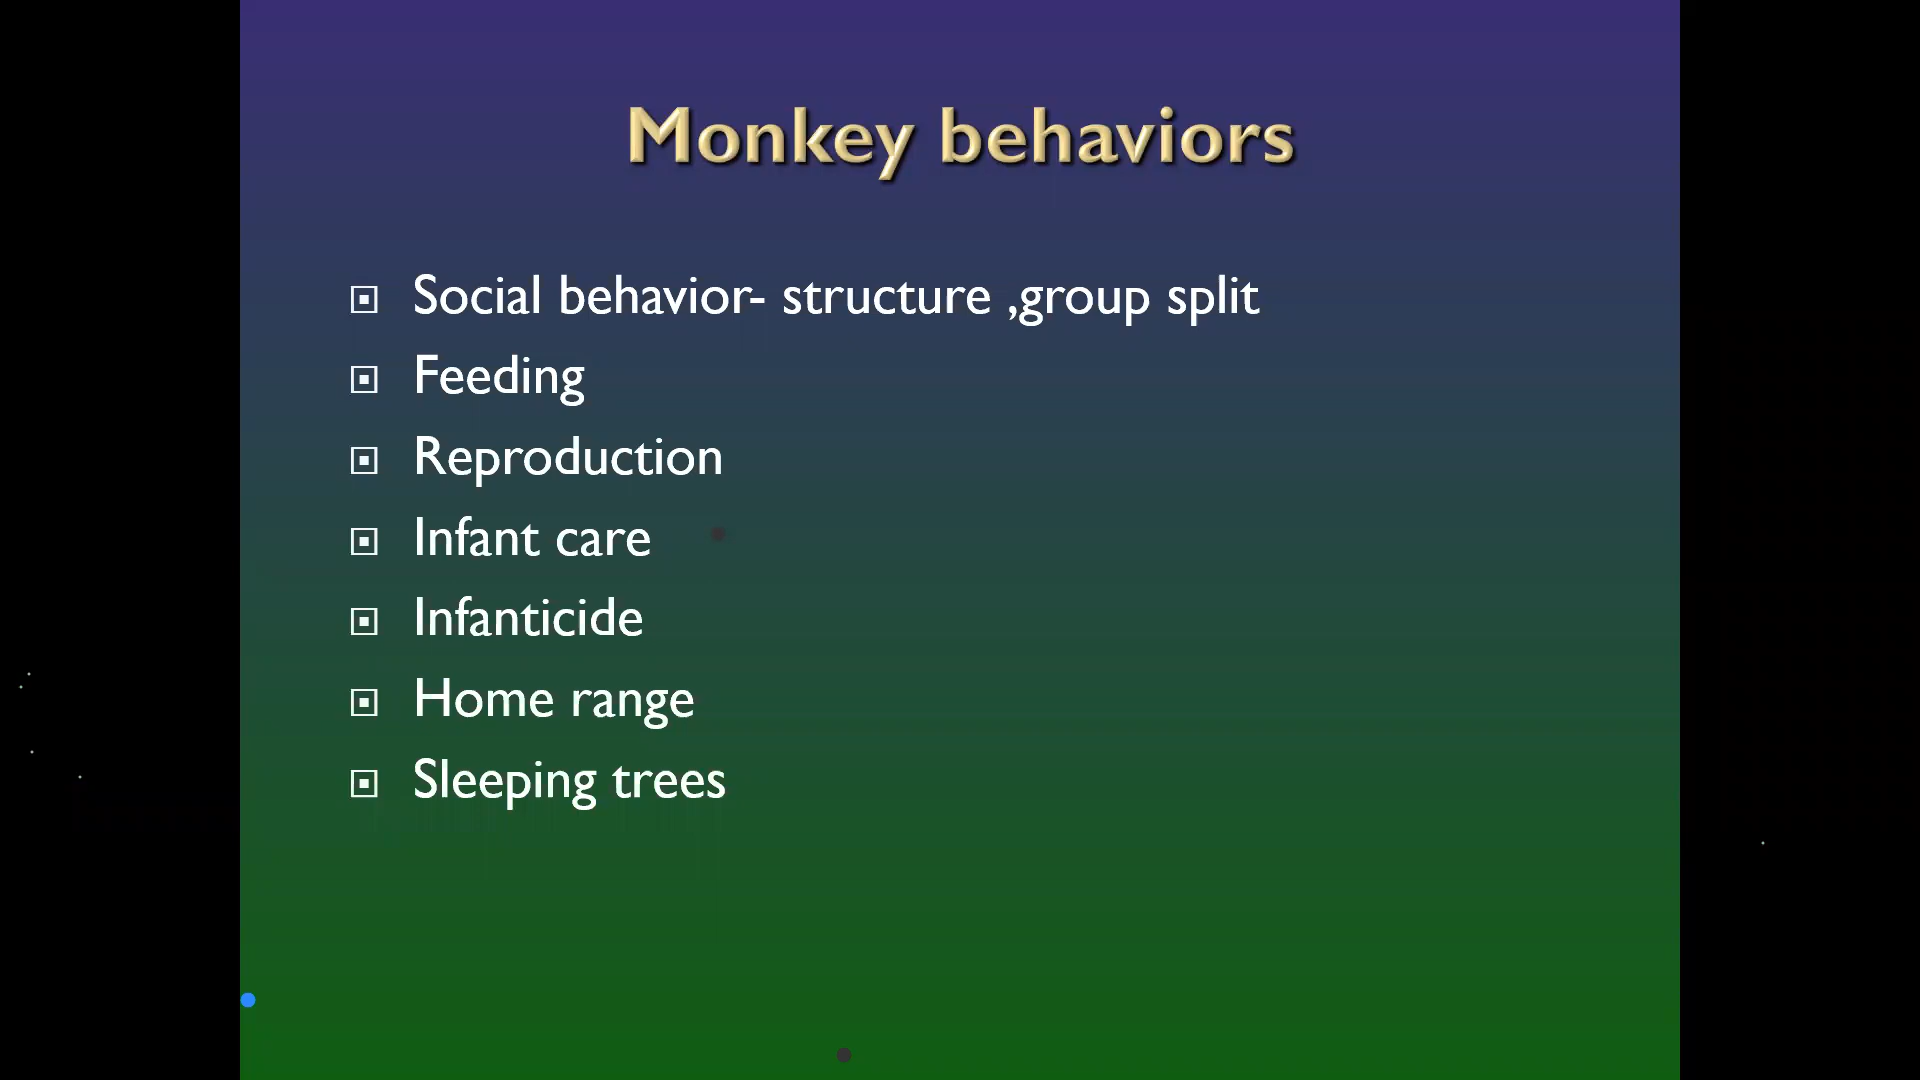 Monkey behaviors
Social behavior- structure ,group split
Feeding
Reproduction
Infant care
Infanticide
Home range
Sleeping trees